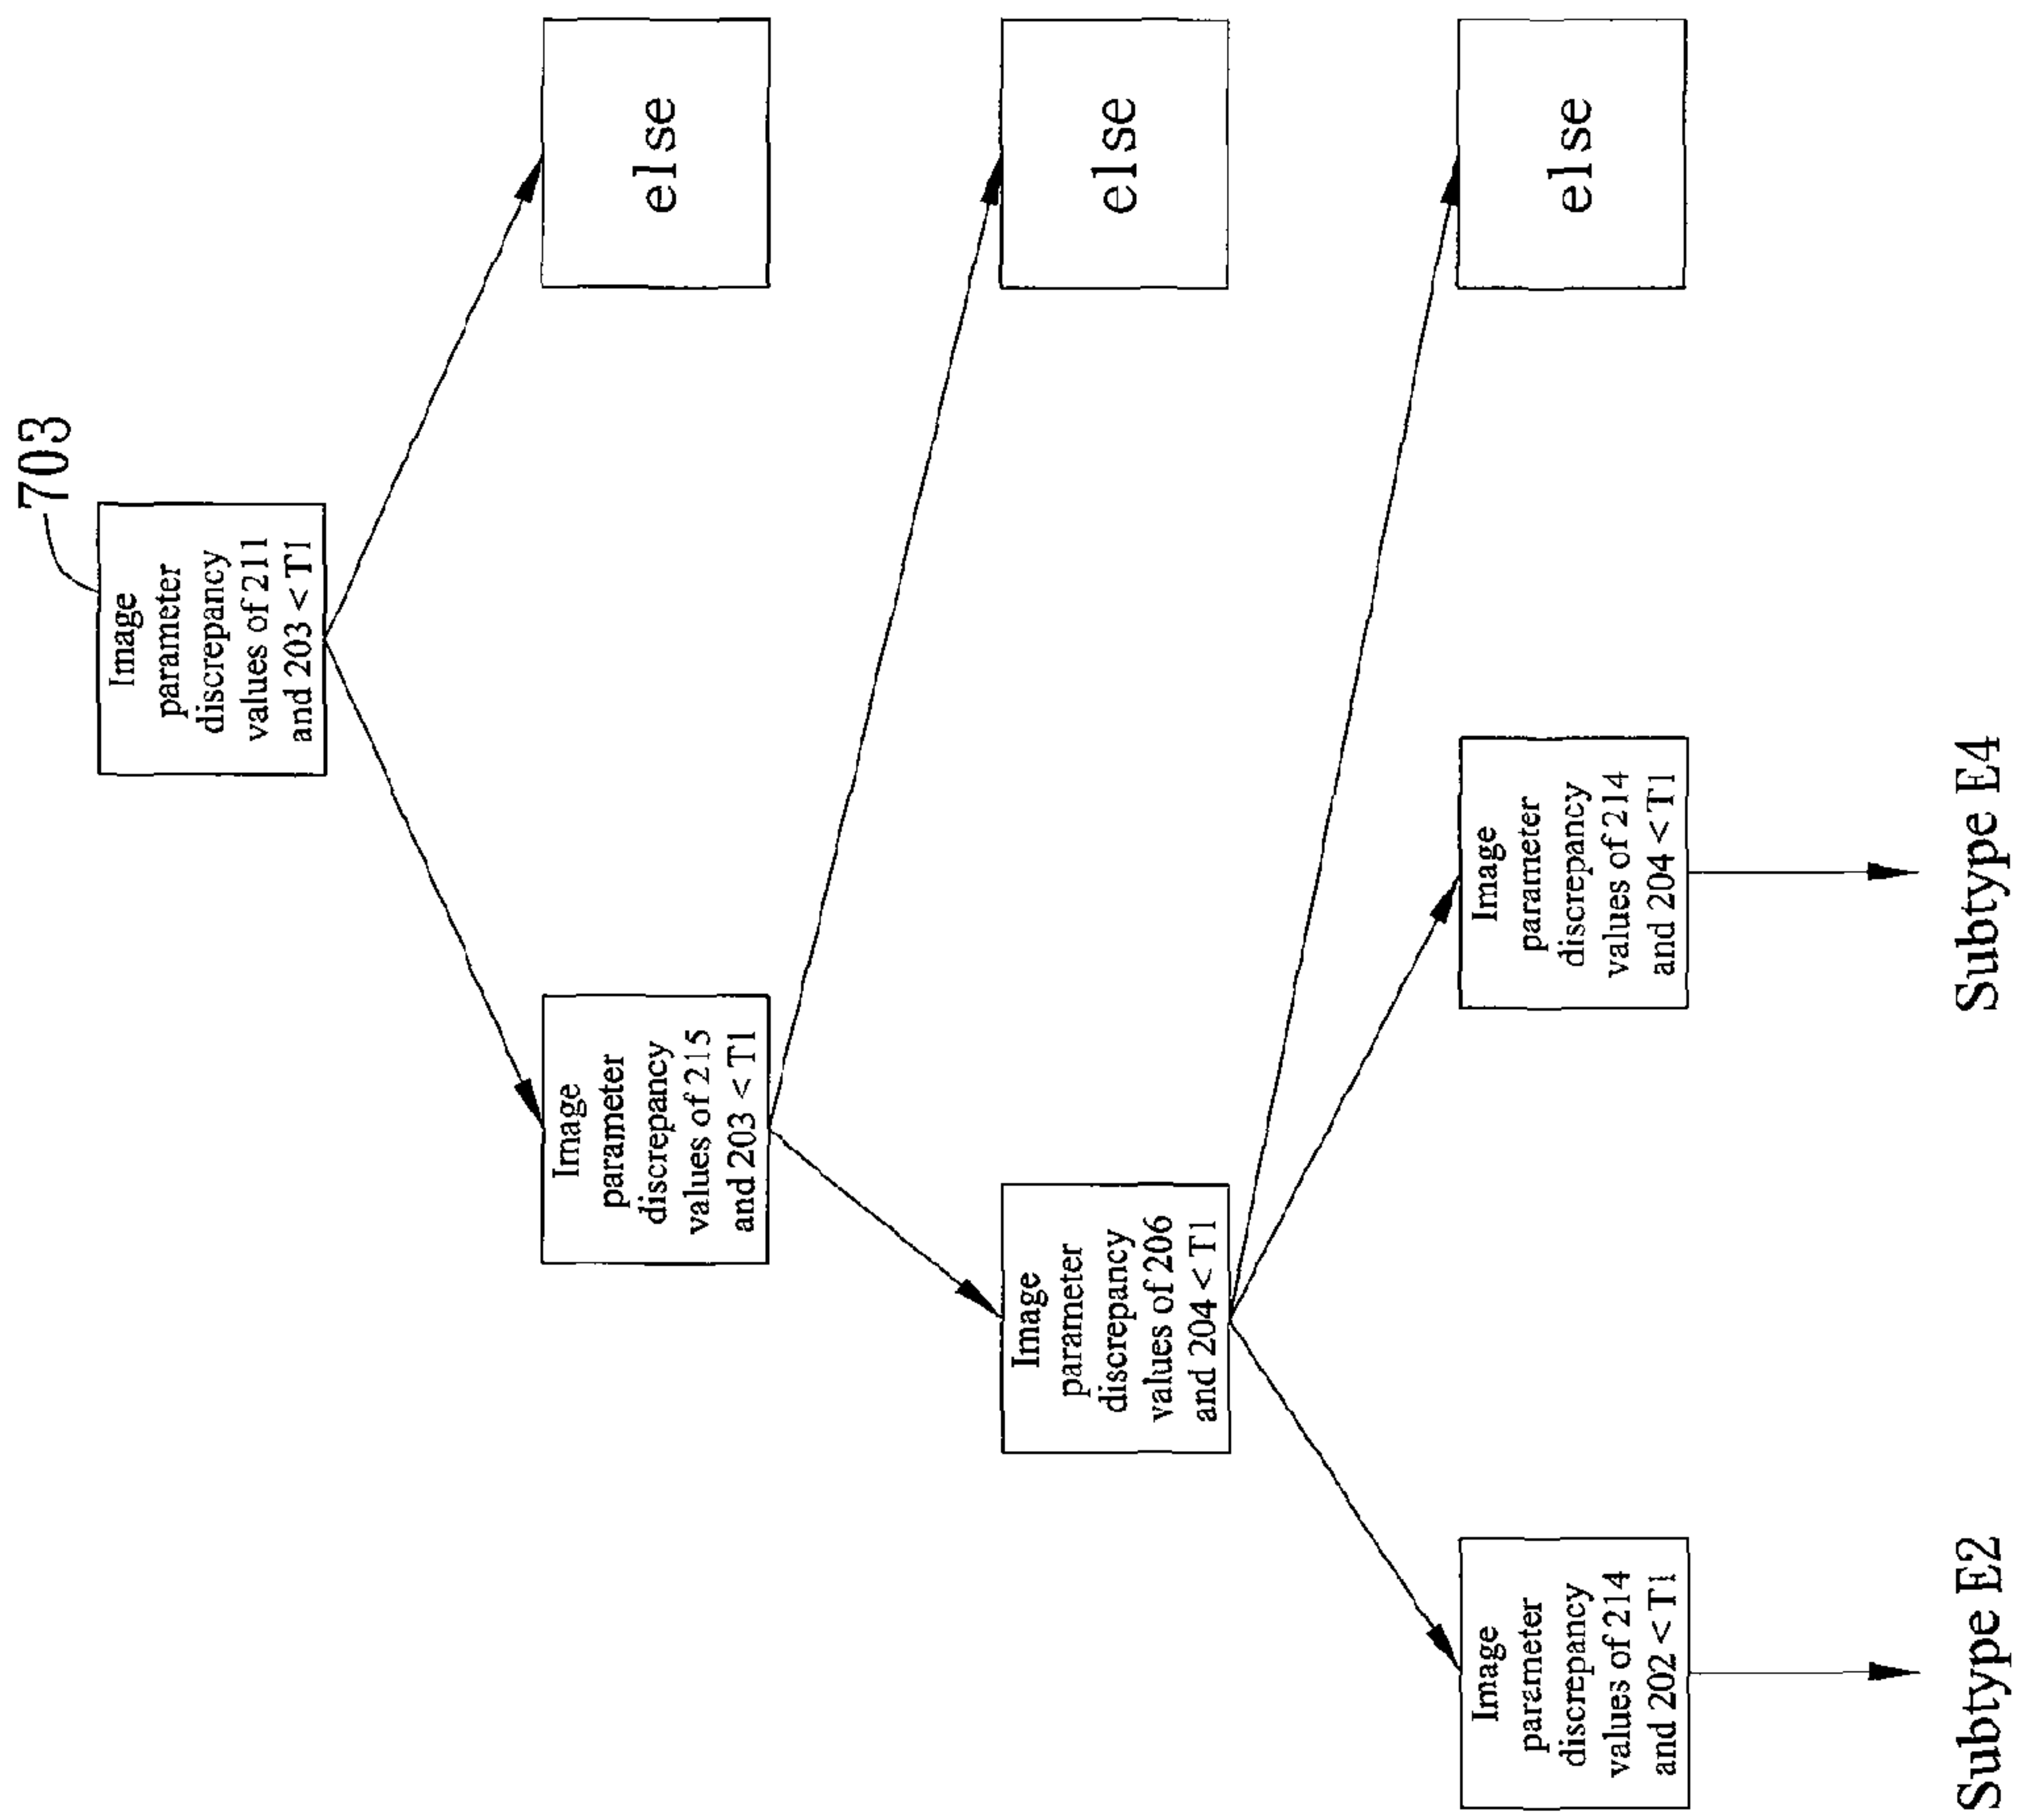 703
Image
parameter
discrepancy
values of 211
and 203 < T1
Image
parameter
discrepancy
values of 215
and 203 < T1
else
Image
parameter
discrepancy
values of 206
and 204 < T1
else
Image
parameter
discrepancy
values of 214
and 202 < T1
Image
parameter
discrepancy
values of 214
and 204 < T1
else
Subtype E2
Subtype E4